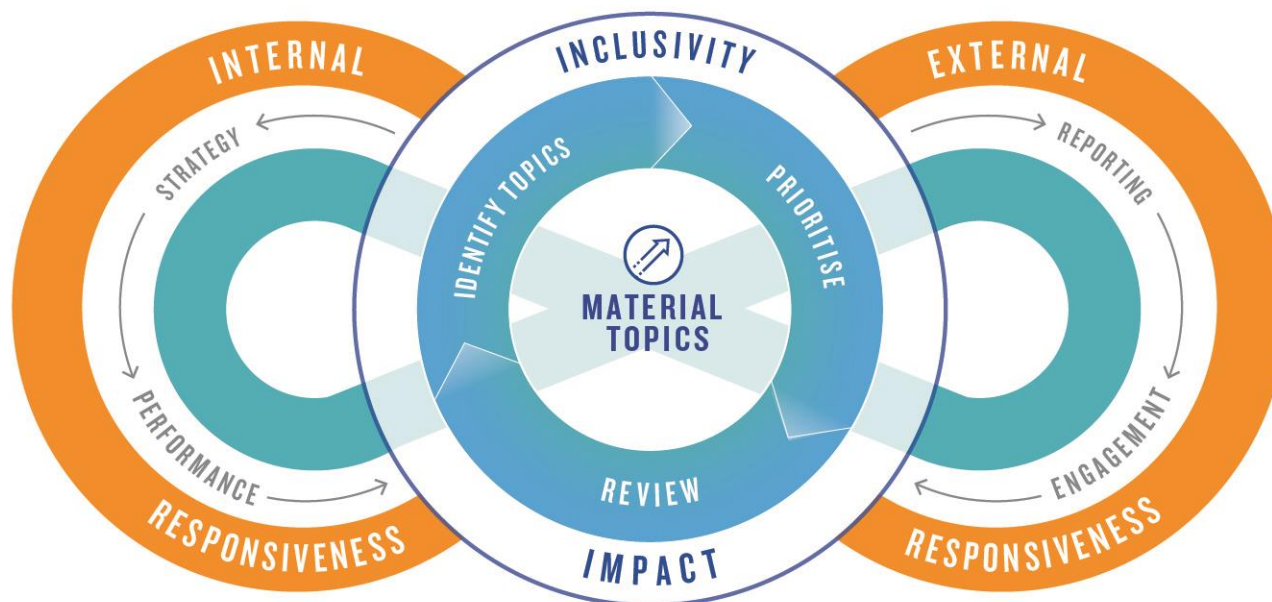 INTERNAL
STRATEGY
PERFORMANCE
RESPONSIVENESS
INCLUSIVITY
IDENTIFY TOPICS
PRIORITISE
MATERIAL
TOPICS
REVIEW
IMPACT
EXTERNAL
REPORTING
ENGAGEMENT
RESPONSIVENESS